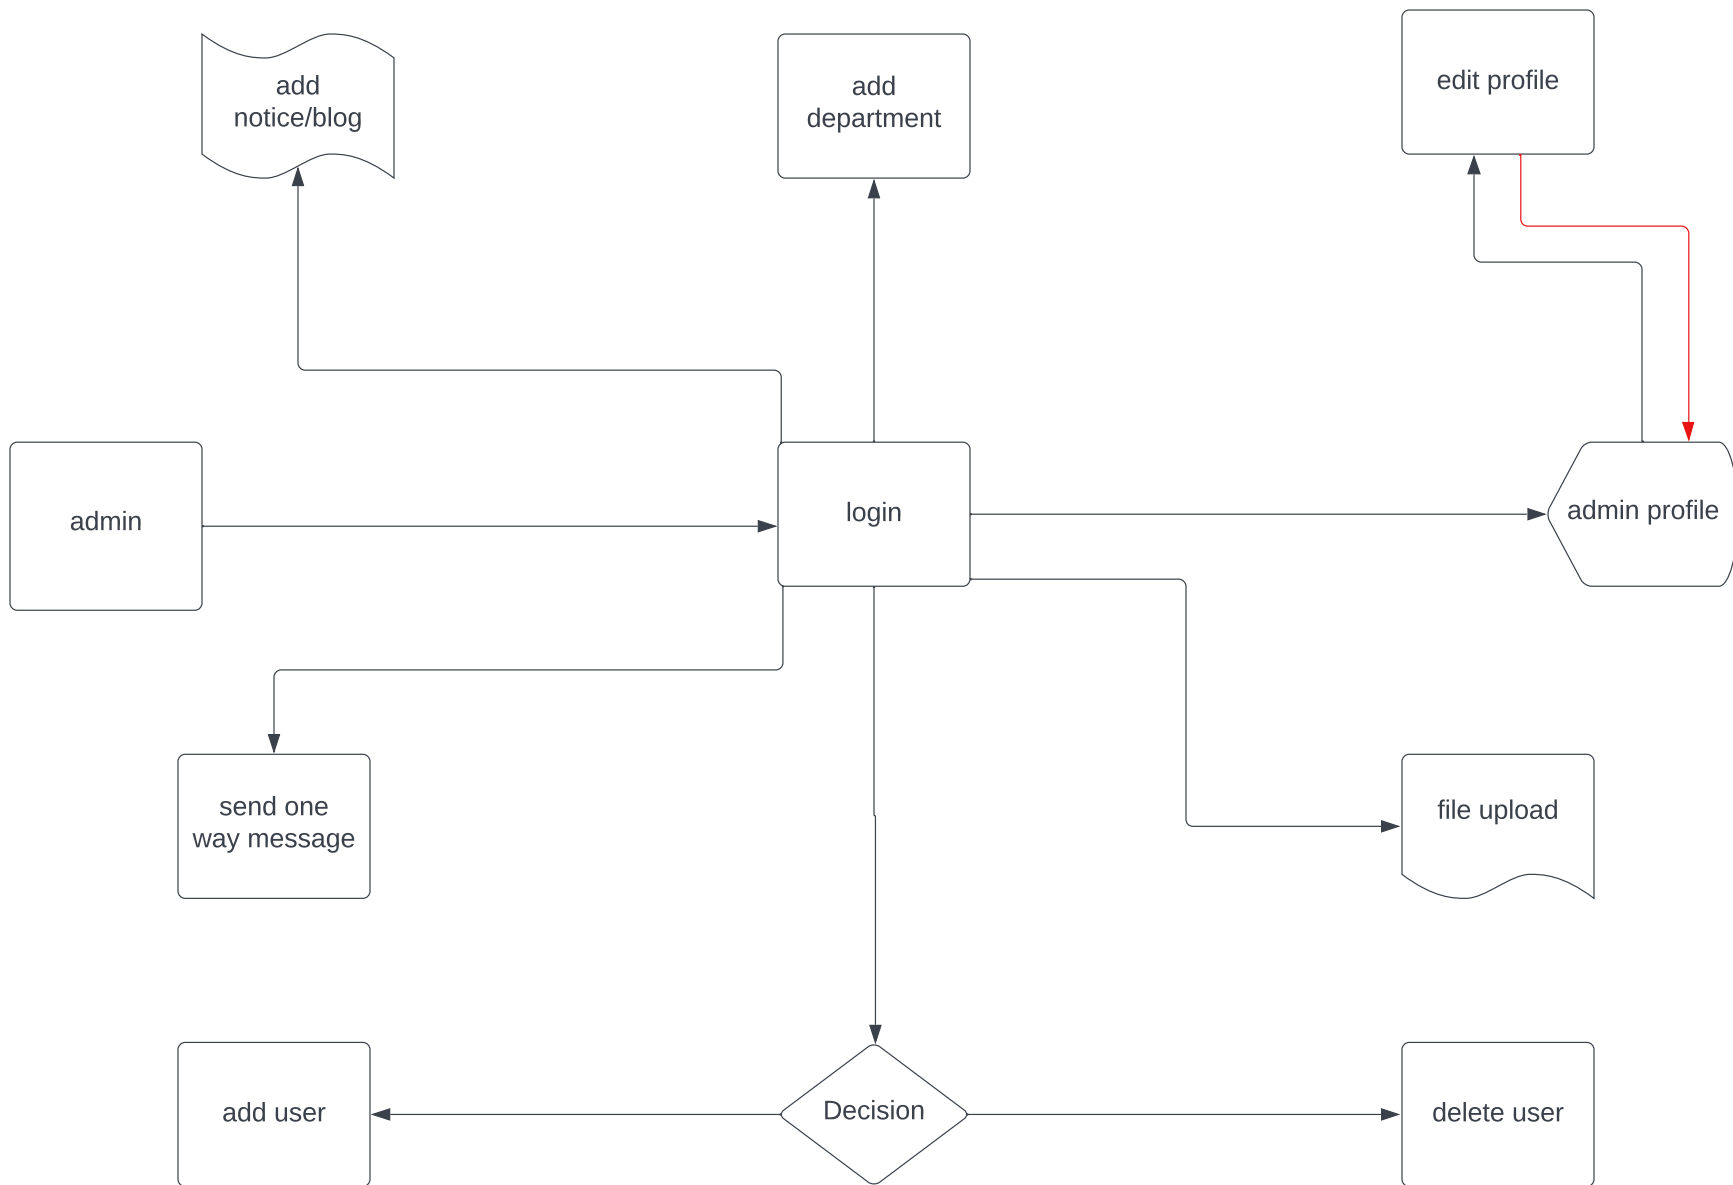 add
notice/blog
add
department
edit profile
admin
login
admin profile
send one
way message
file upload
add user
Decision
delete user